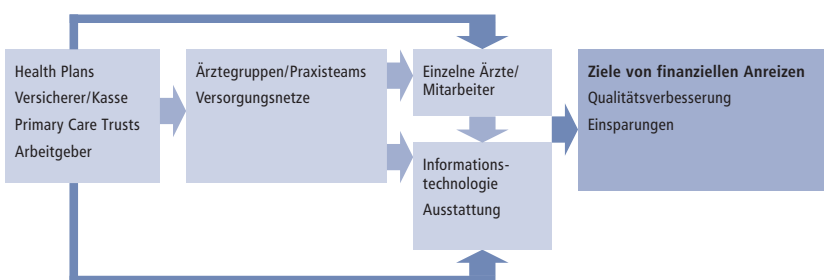 Health Plans
Versicherer/Kasse
Primary Care Trusts
Arbeitgeber
Ärztegruppen/Praxisteams
Versorgungsnetze
Einzelne Ärzte/
Mitarbeiter
Informations-
technologie
Ausstattung
Ziele von finanziellen Anreizen
Qualitätsverbesserung
Einsparungen